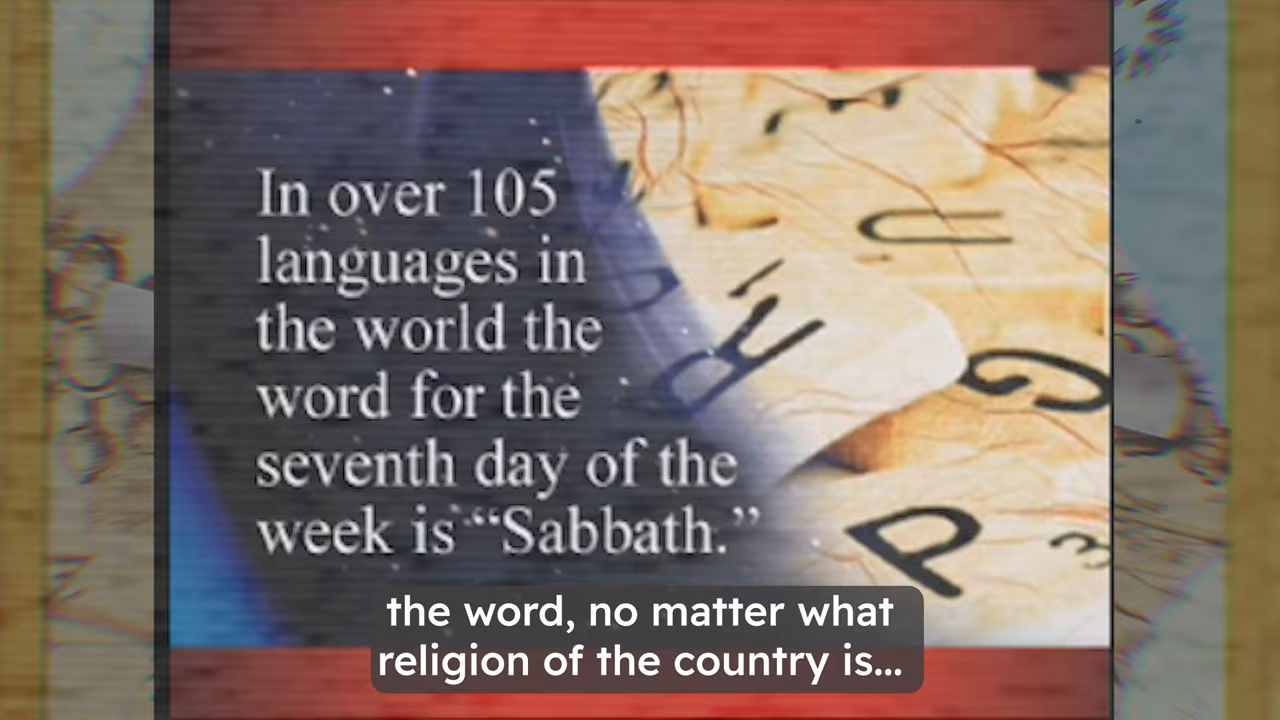 In over 105
languages in
the world the
word for the
seventh day of the
week is “Sabbath.”
the word, no matter what
religion of the country is...